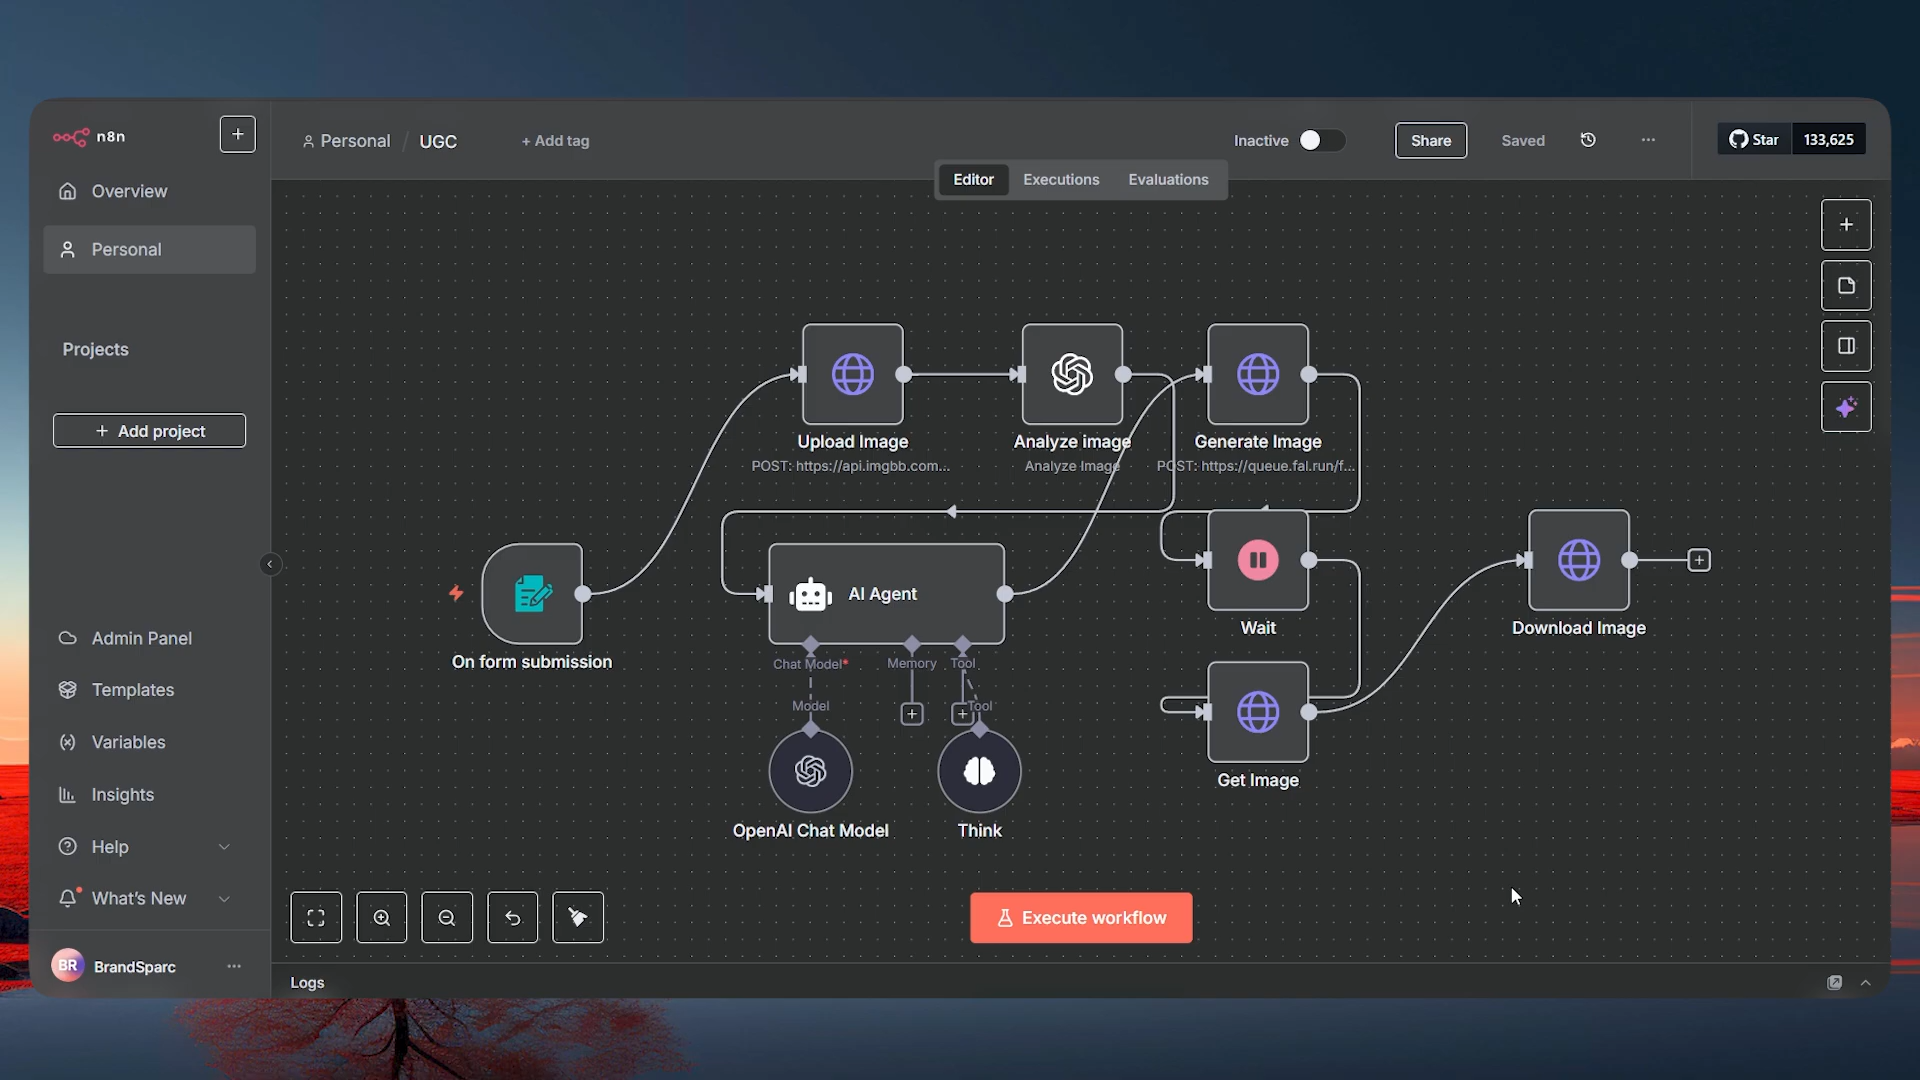 n8n
Personal / UGC
+ Add tag
Inactive
Share
Saved
Star 133,625
Editor
Executions
Evaluations
Overview
Personal
Projects
+ Add project
Admin Panel
Templates
Variables
Insights
Help
What's New
BR BrandSparc
Upload Image
POST: https://api.imgbb.com...
Analyze image
Analyze Image
Generate Image
POST: https://queue.fal.run/f...
On form submission
AI Agent
Chat Model*
Memory
Tool
Model
Tool
OpenAI Chat Model
Think
Wait
Get Image
Download Image
Execute workflow
Logs